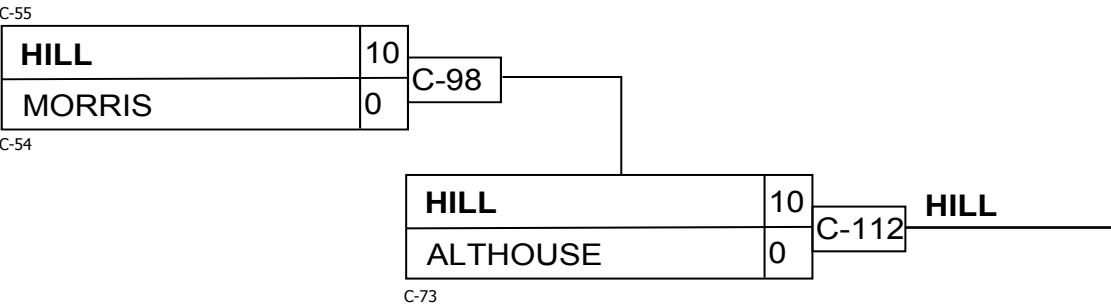 C-55
HILL 10
C-98
MORRIS 0
C-54
HILL 10
HILL
C-112
ALTHOUSE 0
C-73